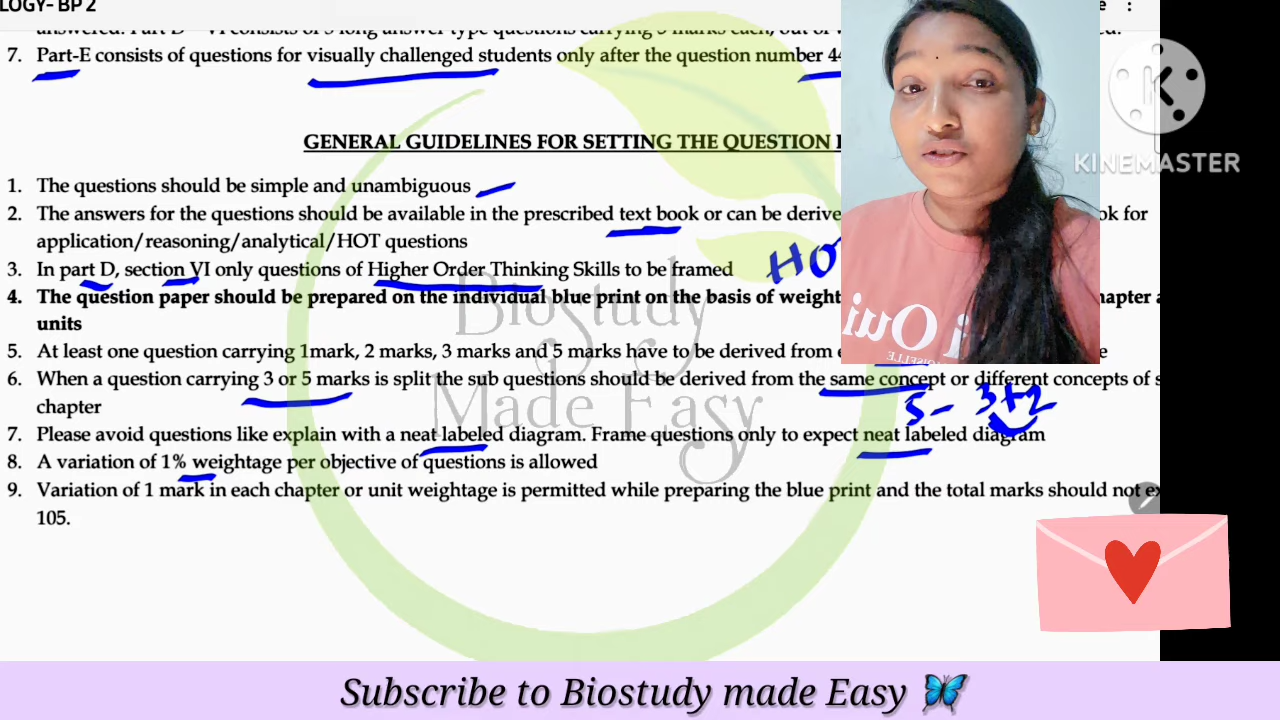 LOGY- BP 2
7. Part-E consists of questions for visually challenged students only after the question number 44
GENERAL GUIDELINES FOR SETTING THE QUESTION
1. The questions should be simple and unambiguous
2. The answers for the questions should be available in the prescribed text book or can be derive ok for
application/reasoning/analytical/HOT questions
3. In part D, section VI only questions of Higher Order Thinking Skills to be framed HO
4. The question paper should be prepared on the individual blue print on the basis of weight hapter
units
5. At least one question carrying 1mark, 2 marks, 3 marks and 5 marks have to be derived from
6. When a question carrying 3 or 5 marks is split the sub questions should be derived from the same concept or different concepts of s
chapter
5 - 3+2
7. Please avoid questions like explain with a neat labeled diagram. Frame questions only to expect neat labeled diagram
8. A variation of 1% weightage per objective of questions is allowed
9. Variation of 1 mark in each chapter or unit weightage is permitted while preparing the blue print and the total marks should not ex
105.
Biostudy
Made Easy
KINEMASTER
Oui
Subscribe to Biostudy made Easy 🦋